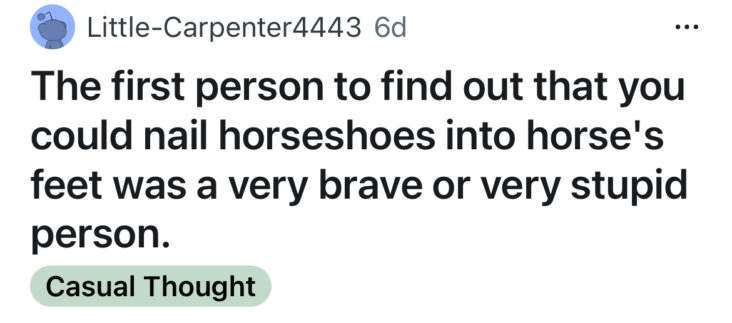 Little-Carpenter4443 6d
The first person to find out that you
could nail horseshoes into horse's
feet was a very brave or very stupid
person.
Casual Thought